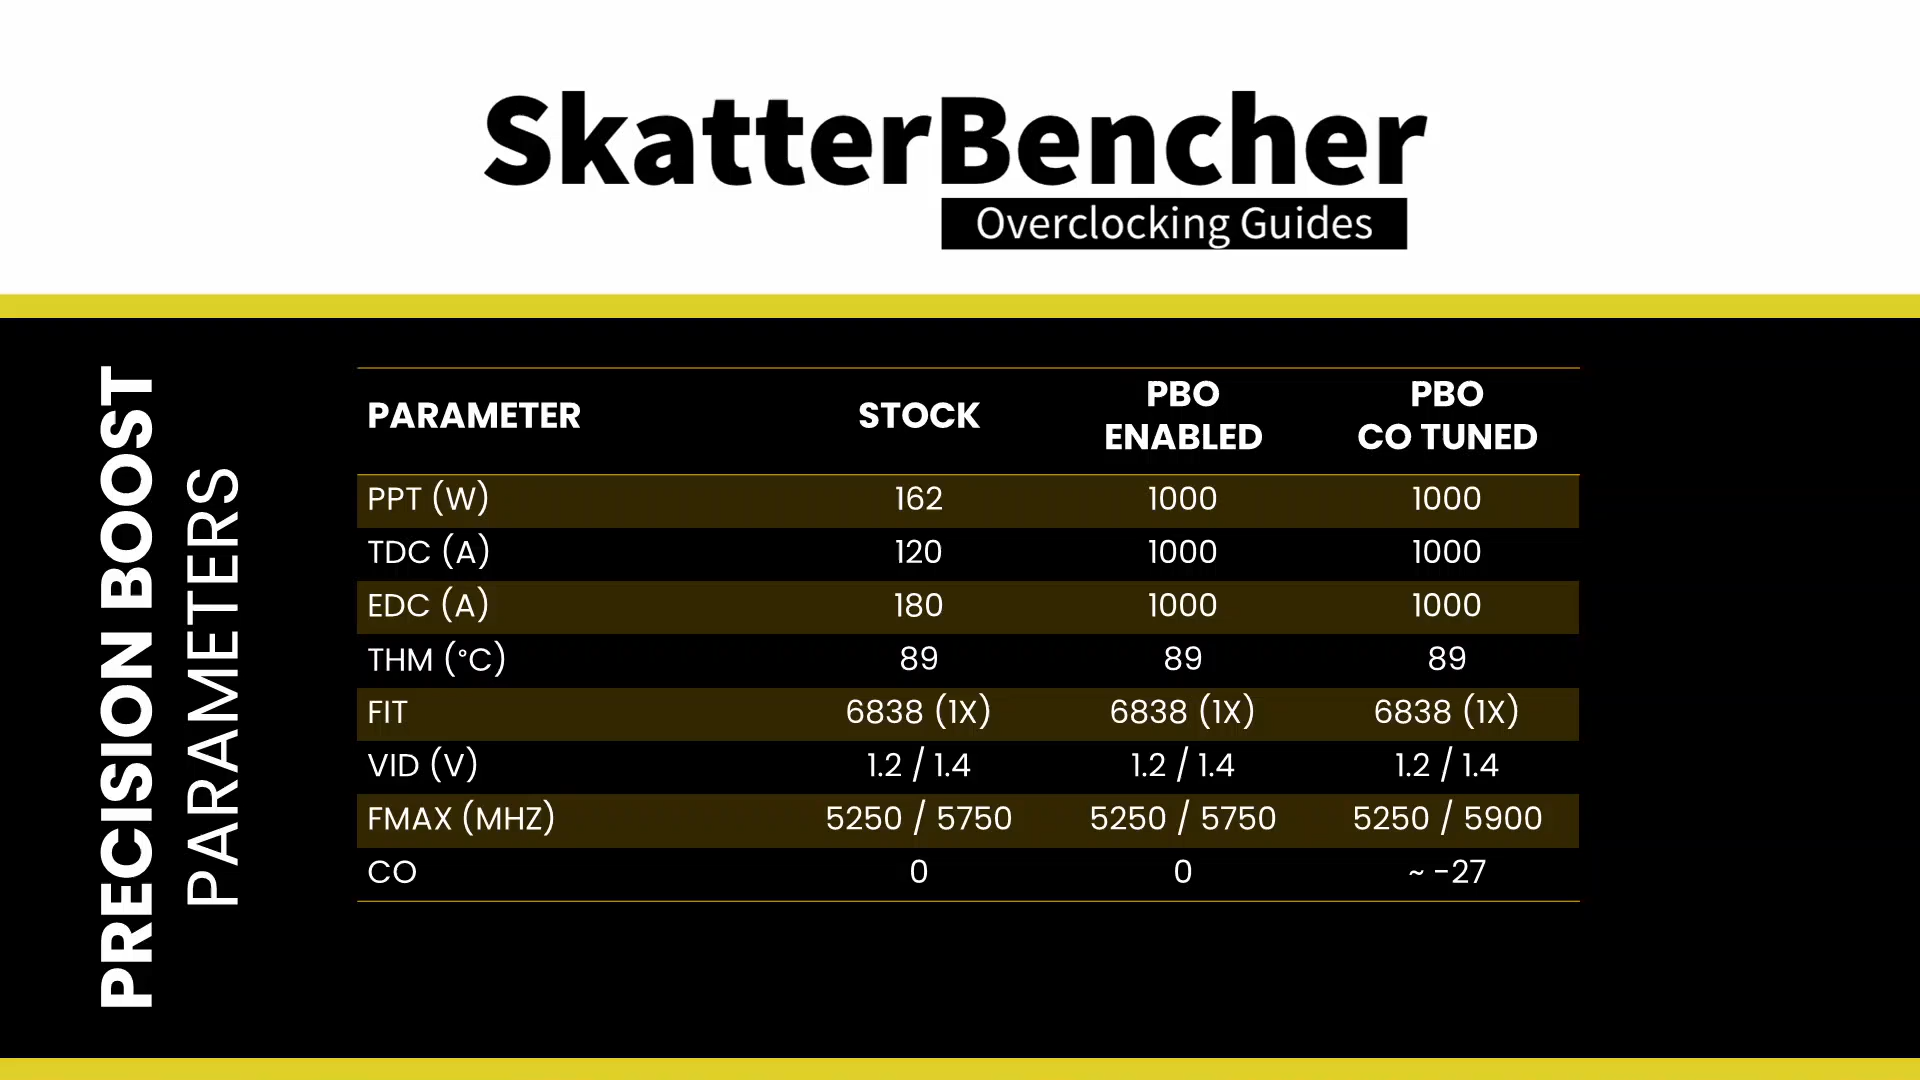 SkatterBencher
Overclocking Guides
PRECISION BOOST
PARAMETERS
PARAMETER STOCK PBO ENABLED PBO CO TUNED
PPT (W) 162 1000 1000
TDC (A) 120 1000 1000
EDC (A) 180 1000 1000
THM (°C) 89 89 89
FIT 6838 (1X) 6838 (1X) 6838 (1X)
VID (V) 1.2 / 1.4 1.2 / 1.4 1.2 / 1.4
FMAX (MHZ) 5250 / 5750 5250 / 5750 5250 / 5900
CO 0 0 ~ -27